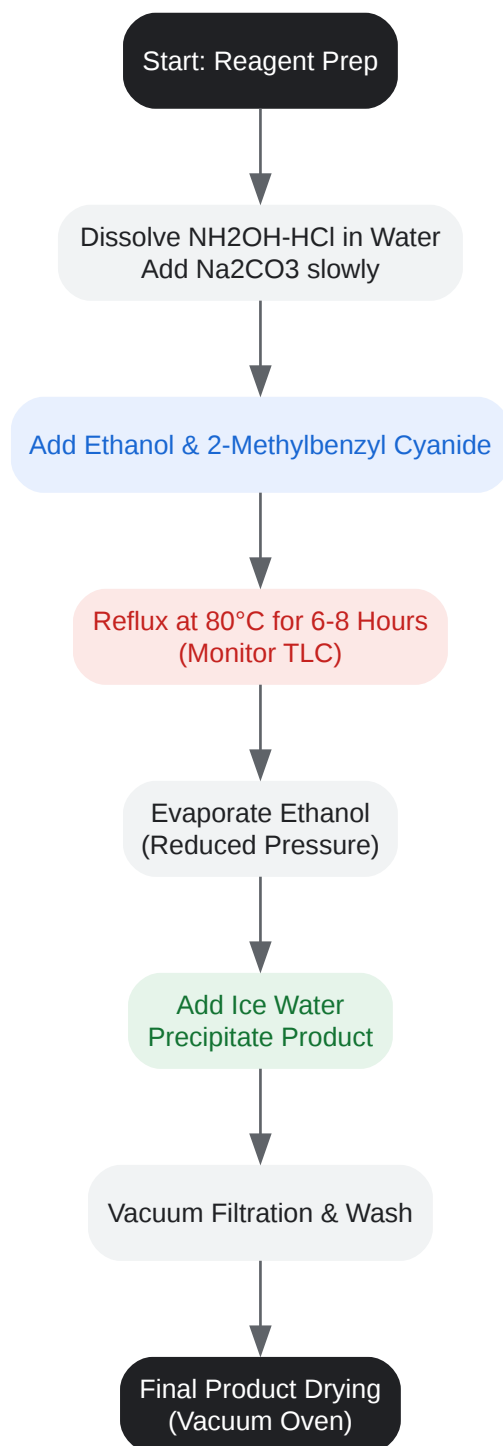 Start: Reagent Prep
Dissolve NH2OH-HCl in Water
Add Na2CO3 slowly
Add Ethanol & 2-Methylbenzyl Cyanide
Reflux at 80°C for 6-8 Hours
(Monitor TLC)
Evaporate Ethanol
(Reduced Pressure)
Add Ice Water
Precipitate Product
Vacuum Filtration & Wash
Final Product Drying
(Vacuum Oven)